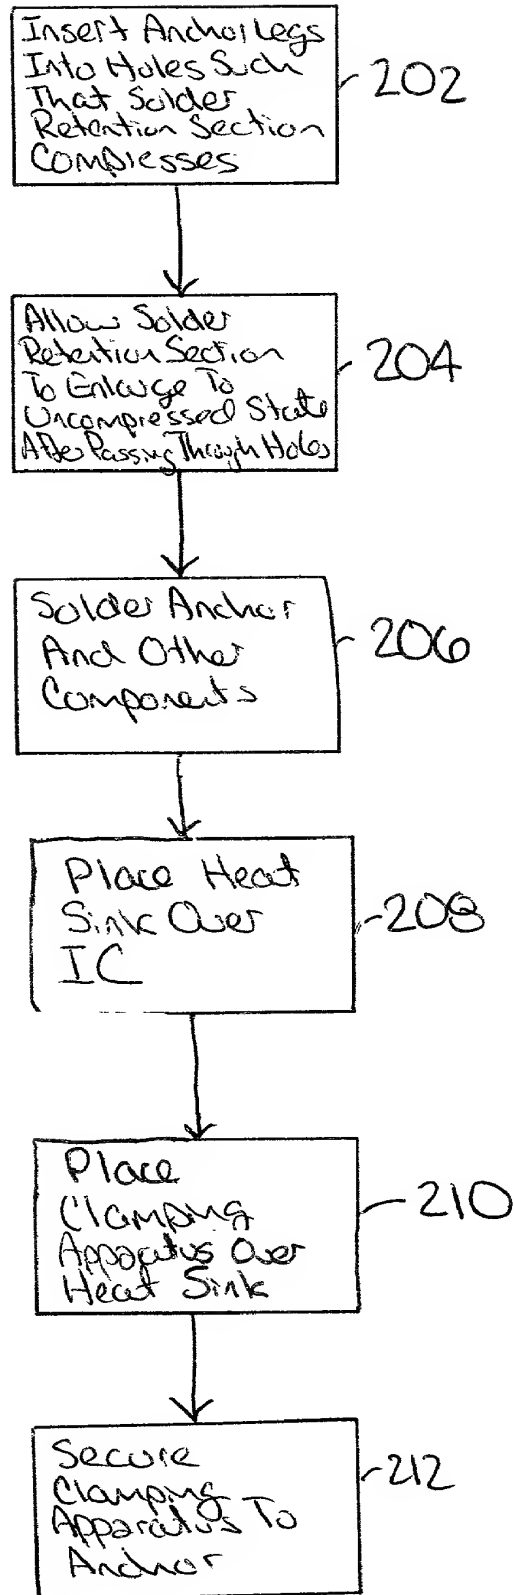 Insert Anchor Legs
Into Holes Such
That Solder
Retention Section
Compresses
202
Allow Solder
Retention Section
To Enlarge To
Uncompressed State
After Passing Through Holes
204
Solder Anchor
And Other
Components
206
Place Heat
Sink Over
IC
208
Place
Clamping
Apparatus Over
Heat Sink
210
Secure
Clamping
Apparatus To
Anchor
212